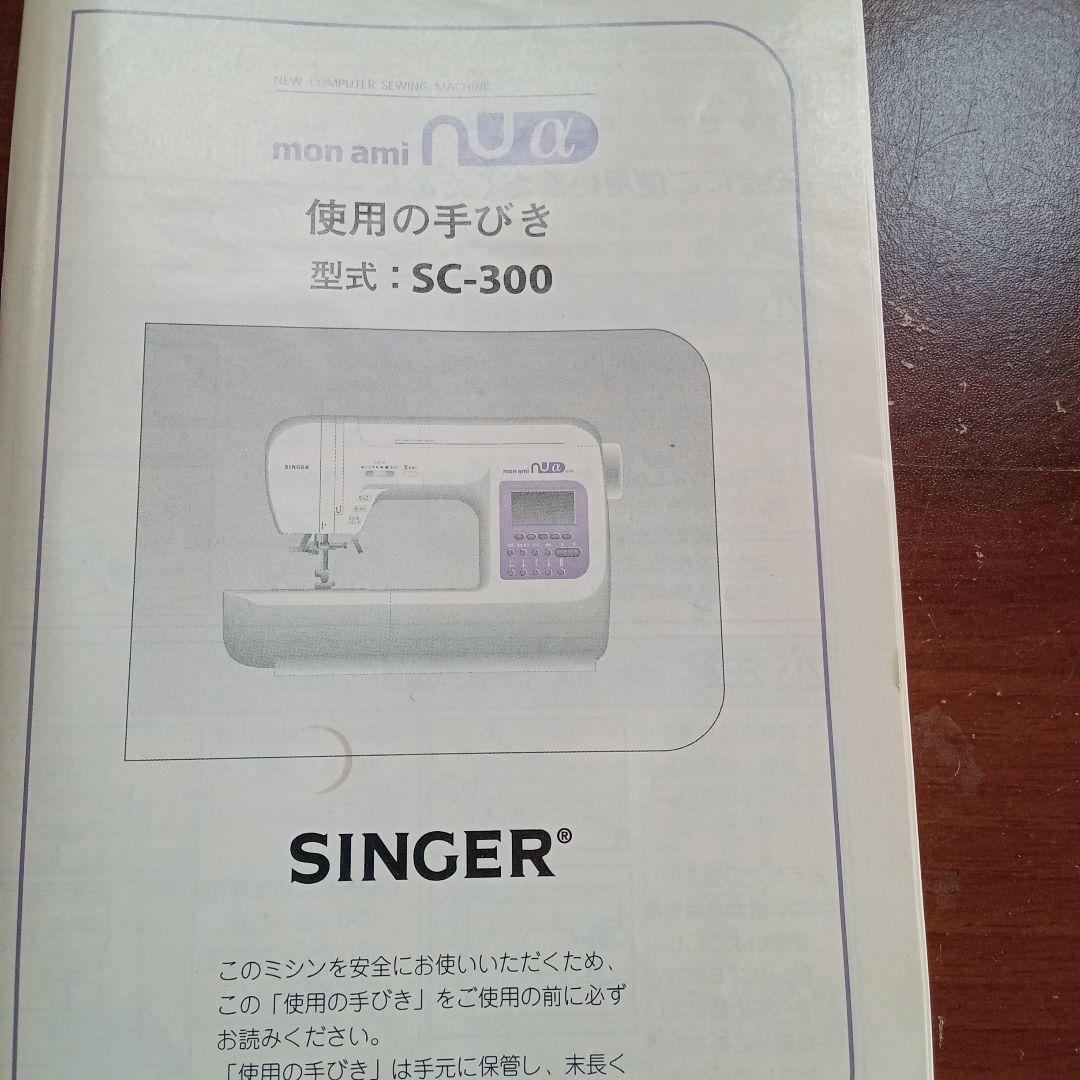 NEW COMPUTER SEWING MACHINE
mon ami nuα
使用の手びき
型式：SC-300
SINGER
mon ami nuα
SINGER®
このミシンを安全にお使いいただくため、
この「使用の手びき」をご使用の前に必ず
お読みください。
「使用の手びき」は手元に保管し、末長く